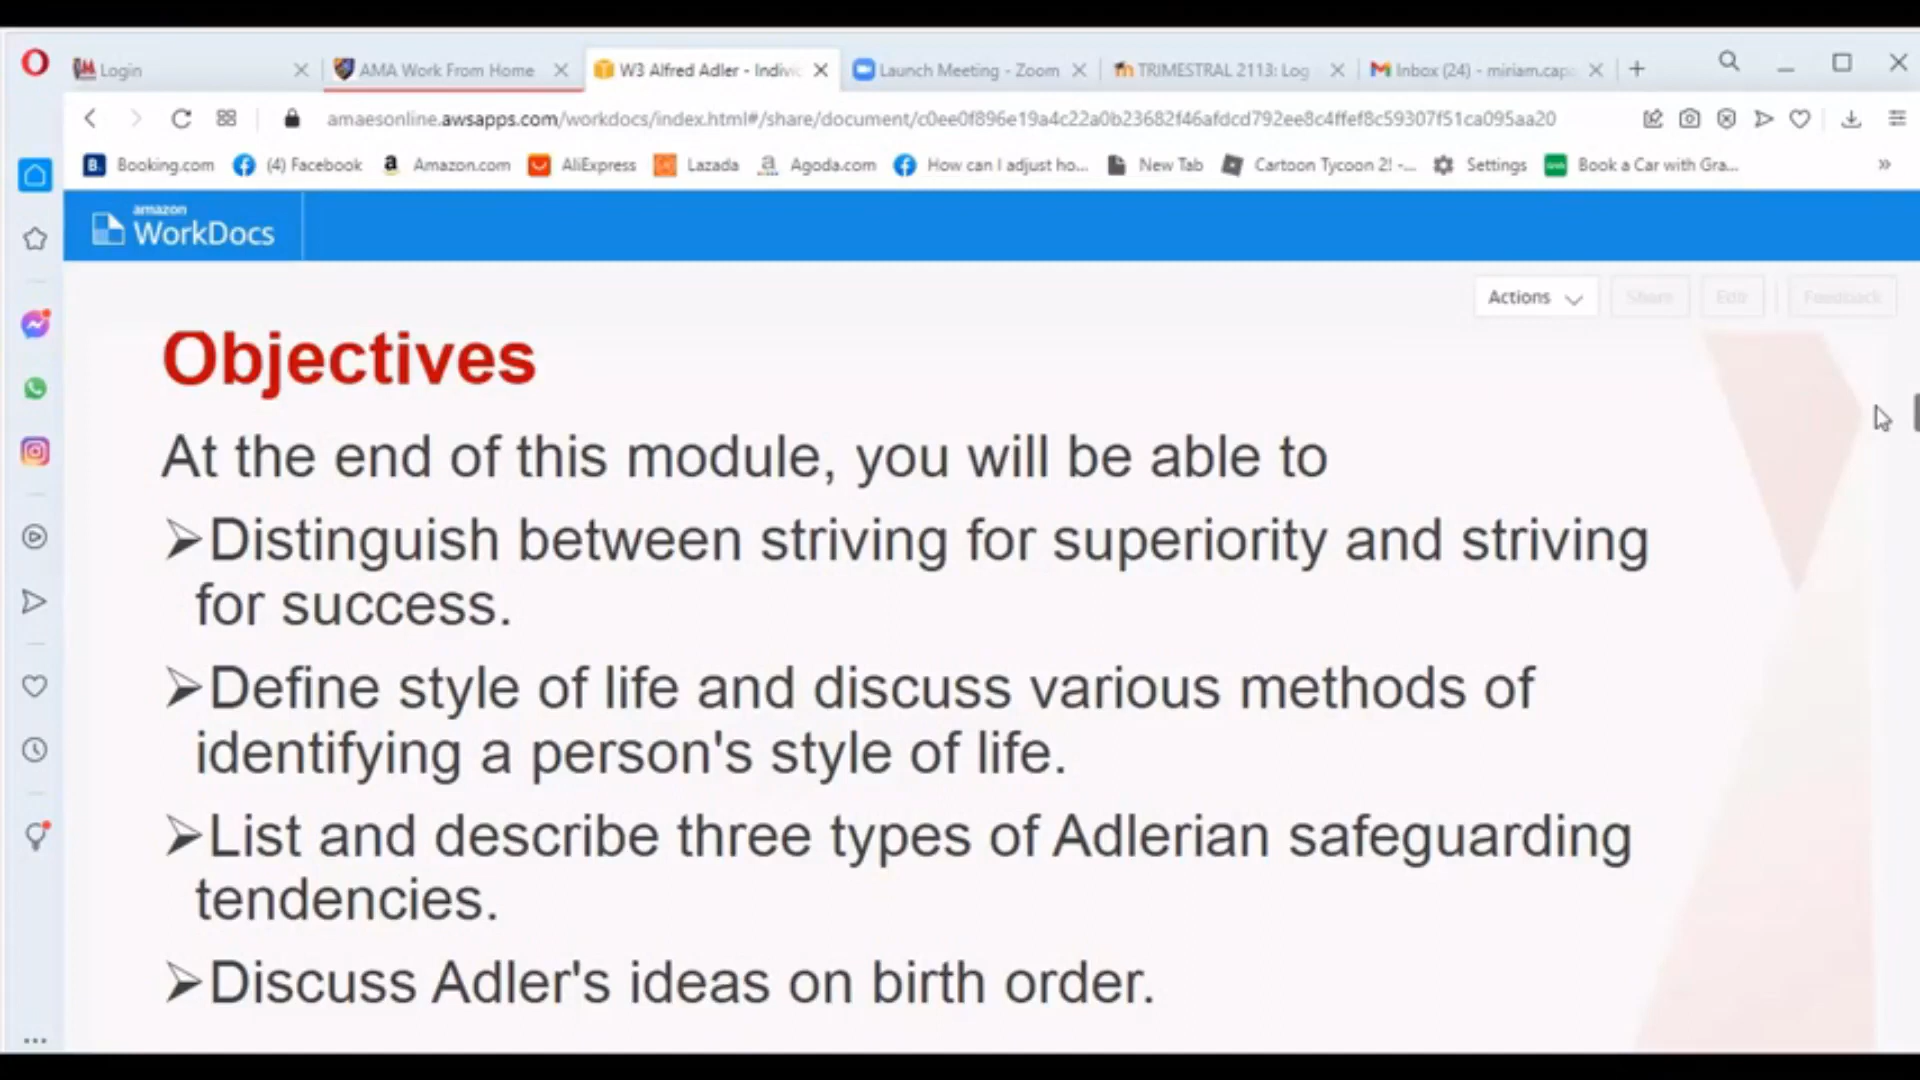 Login
AMA Work From Home
W3 Alfred Adler - Indivi
Launch Meeting - Zoom
TRIMESTRAL 2113: Log
Inbox (24) - miriam.capa
amaesonline.awsapps.com/workdocs/index.html#/share/document/c0ee0f896e19a4c22a0b23682f46afdcd792ee8c4ffef8c59307f51ca095aa20
B. Booking.com
(4) Facebook
a Amazon.com
AliExpress
Lazada
a Agoda.com
How can I adjust ho...
New Tab
Cartoon Tycoon 2! -...
Settings
Book a Car with Gra...
amazon
WorkDocs
Actions
Share
Edit
Feedback
Objectives
At the end of this module, you will be able to
➢Distinguish between striving for superiority and striving
for success.
➢Define style of life and discuss various methods of
identifying a person's style of life.
➢List and describe three types of Adlerian safeguarding
tendencies.
➢Discuss Adler's ideas on birth order.